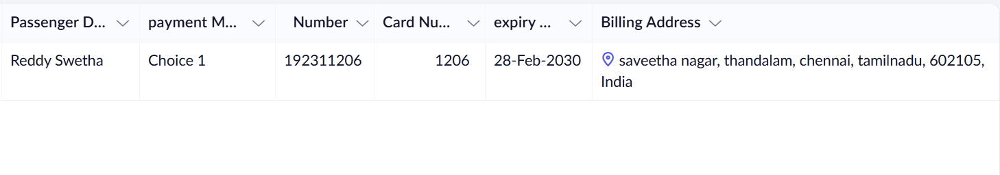 Passenger D... payment M... Number Card Nu... expiry ... Billing Address
Reddy Swetha Choice 1 192311206 1206 28-Feb-2030 saveetha nagar, thandalam, chennai, tamilnadu, 602105,
India